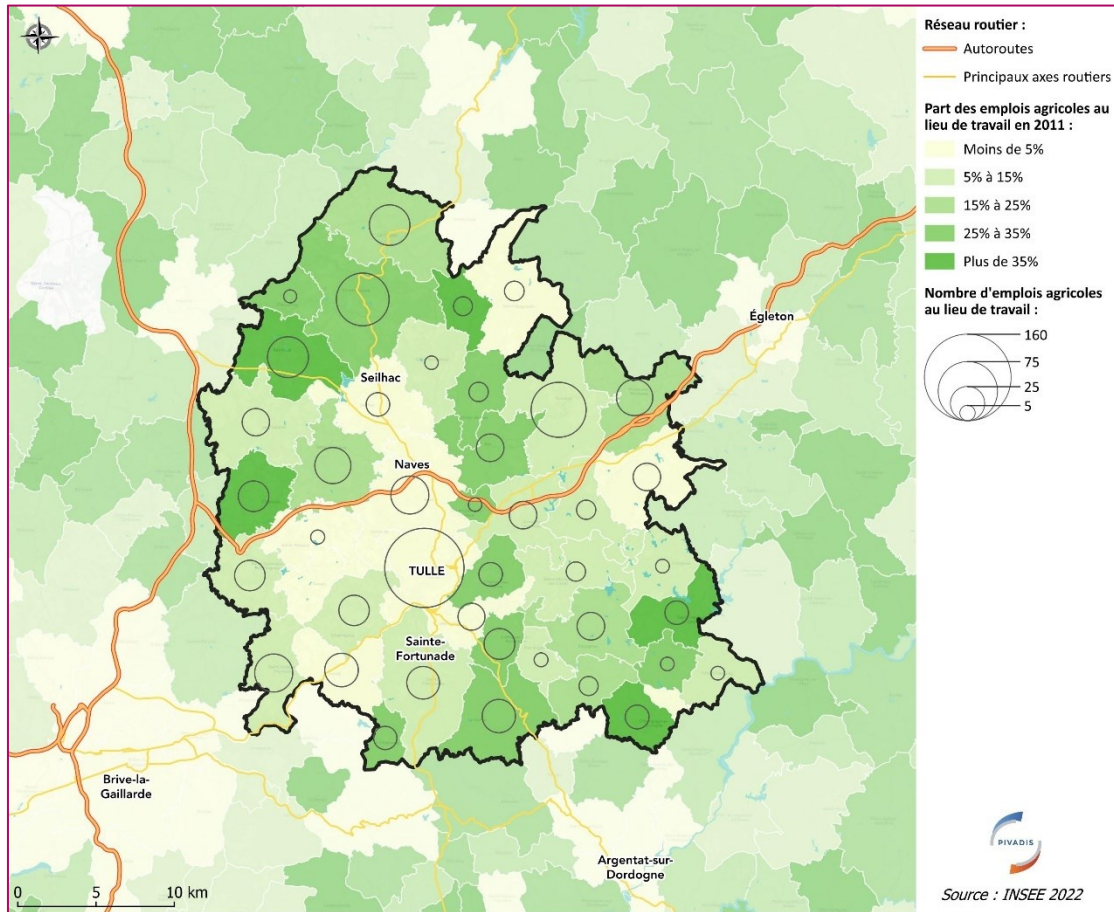 Réseau routier :
Autoroutes
Principaux axes routiers
Part des emplois agricoles au
lieu de travail en 2011 :
Moins de 5%
5% à 15%
15% à 25%
25% à 35%
Plus de 35%
Nombre d'emplois agricoles
au lieu de travail :
160
75
25
5
Égleton
Seilhac
Naves
TULLE
Sainte-
Fortunade
Brive-la-
Gaillarde
Argentat-sur-
Dordogne
0 5 10 km
PIVADIS
Source : INSEE 2022